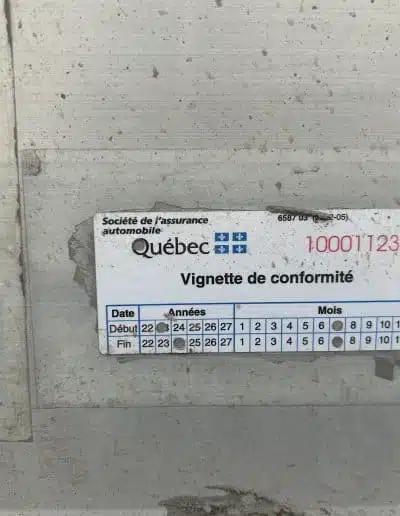 Société de l'assurance
automobile
Québec
6587 03
10001123
Vignette de conformité
Date Années Mois
Début 22 24 25 26 27 1 2 3 4 5 6 8 9 10
Fin 22 23 25 26 27 1 2 3 4 5 6 8 9 10